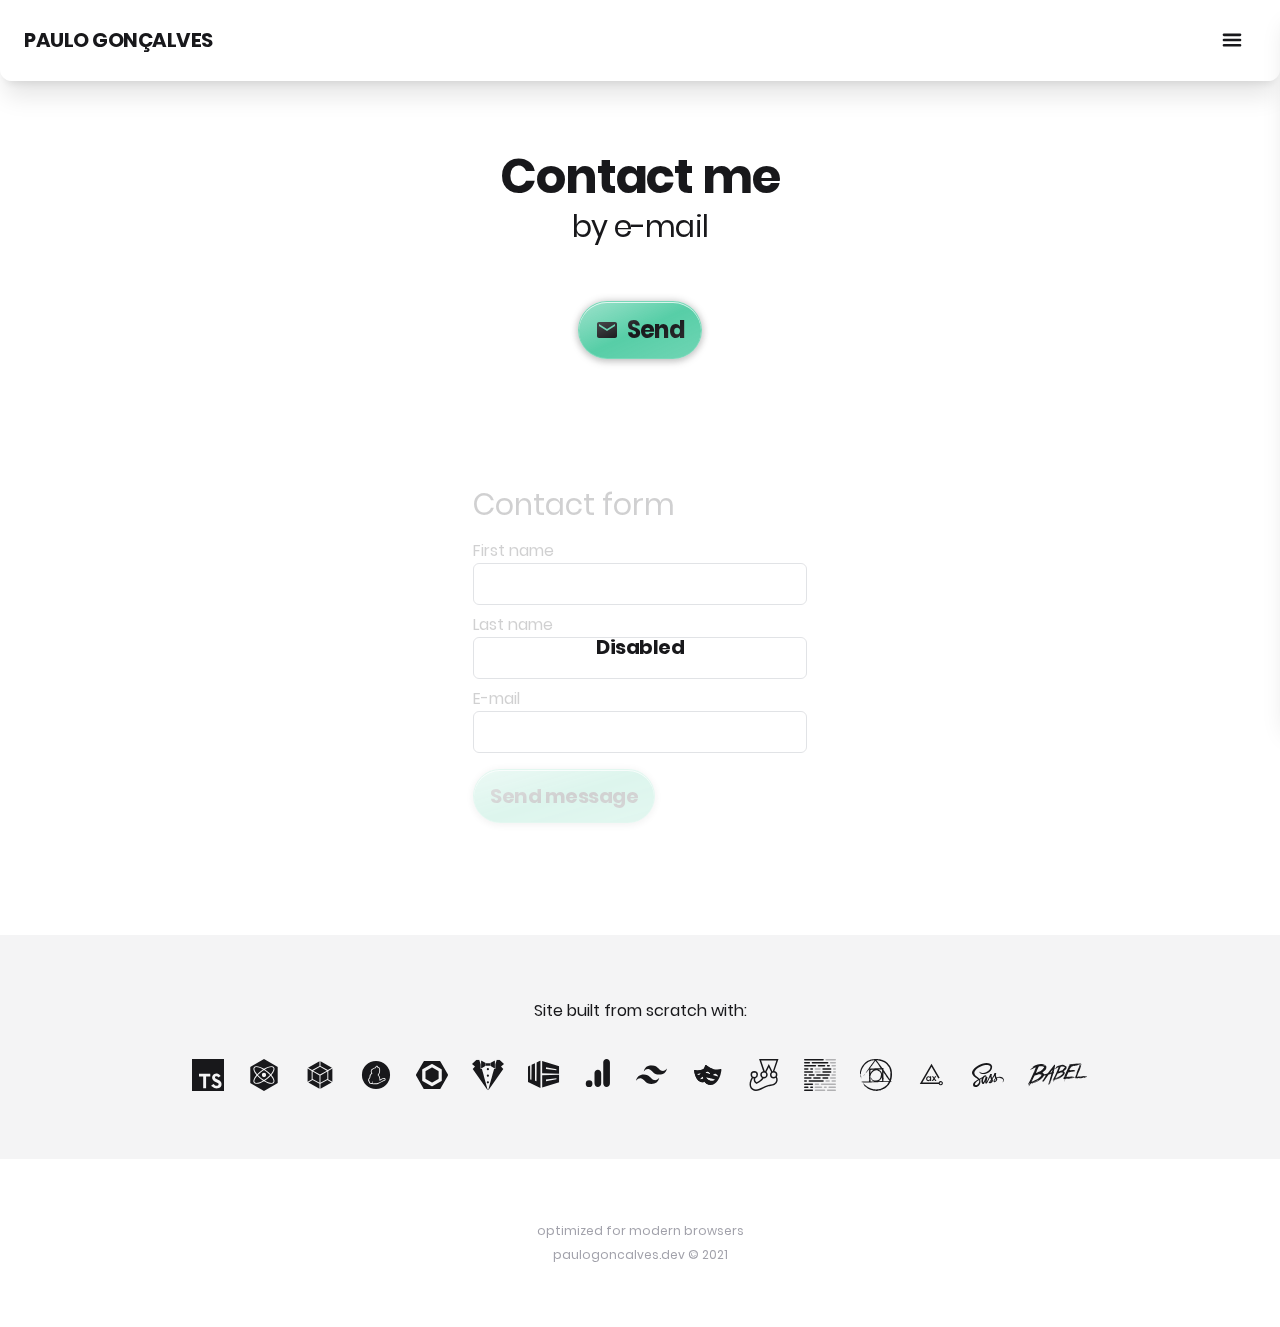 PAULO GONÇALVES
Contact me
by e-mail
Send
Contact form
First name
Last name
Disabled
E-mail
Send message
Site built from scratch with:
TS
ax
Sass
BABEL
optimized for modern browsers
paulogoncalves.dev © 2021